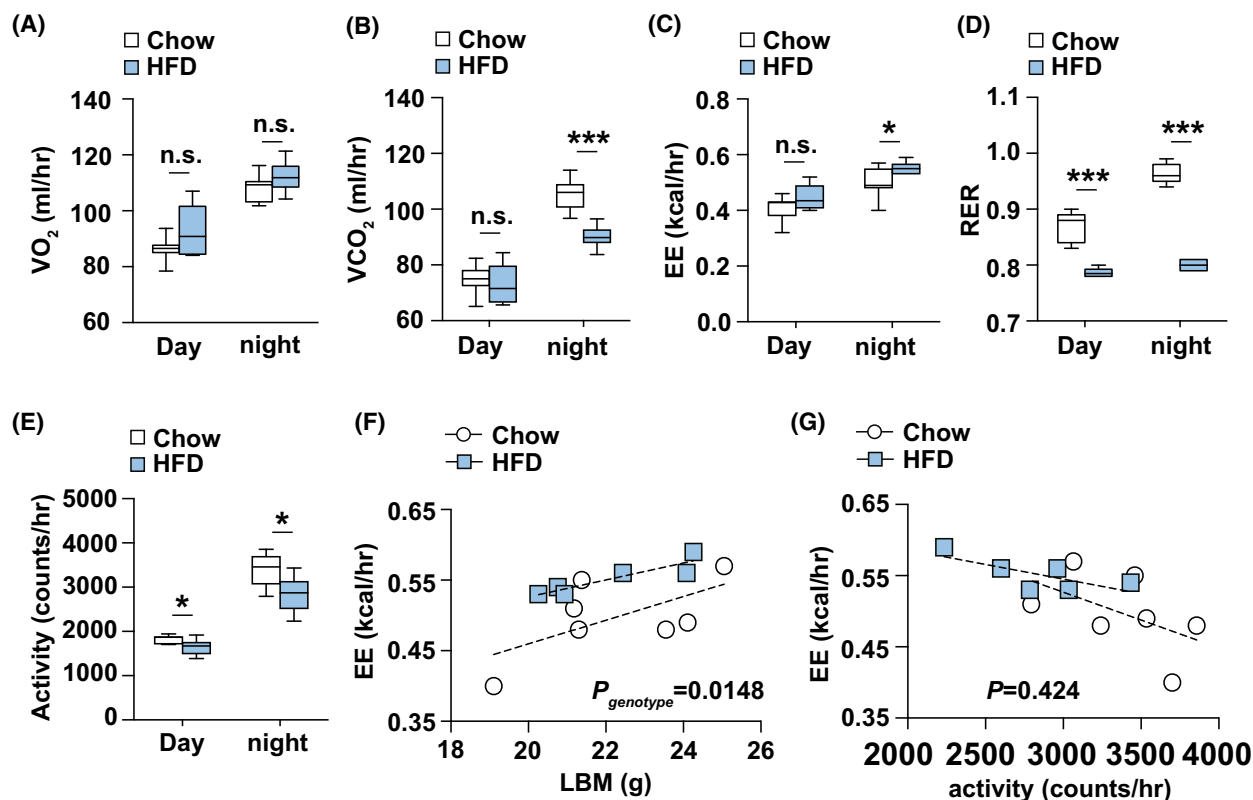 (A)
Chow
HFD
VO2 (ml/hr)
140
120
100
80
60
n.s.
n.s.
Day night
(B)
Chow
HFD
VCO2 (ml/hr)
140
120
100
80
60
n.s.
***
Day night
(C)
Chow
HFD
EE (kcal/hr)
0.8
0.6
0.4
0.2
0.0
n.s.
*
Day night
(D)
Chow
HFD
RER
1.1
1.0
0.9
0.8
0.7
***
***
Day night
(E)
Chow
HFD
Activity (counts/hr)
5000
4000
3000
2000
1000
0
*
*
Day night
(F)
Chow
HFD
EE (kcal/hr)
0.65
0.55
0.45
0.35
Pgenotype=0.0148
18 20 22 24 26
LBM (g)
(G)
Chow
HFD
EE (kcal/hr)
0.65
0.55
0.45
0.35
P=0.424
2000 2500 3000 3500 4000
activity (counts/hr)